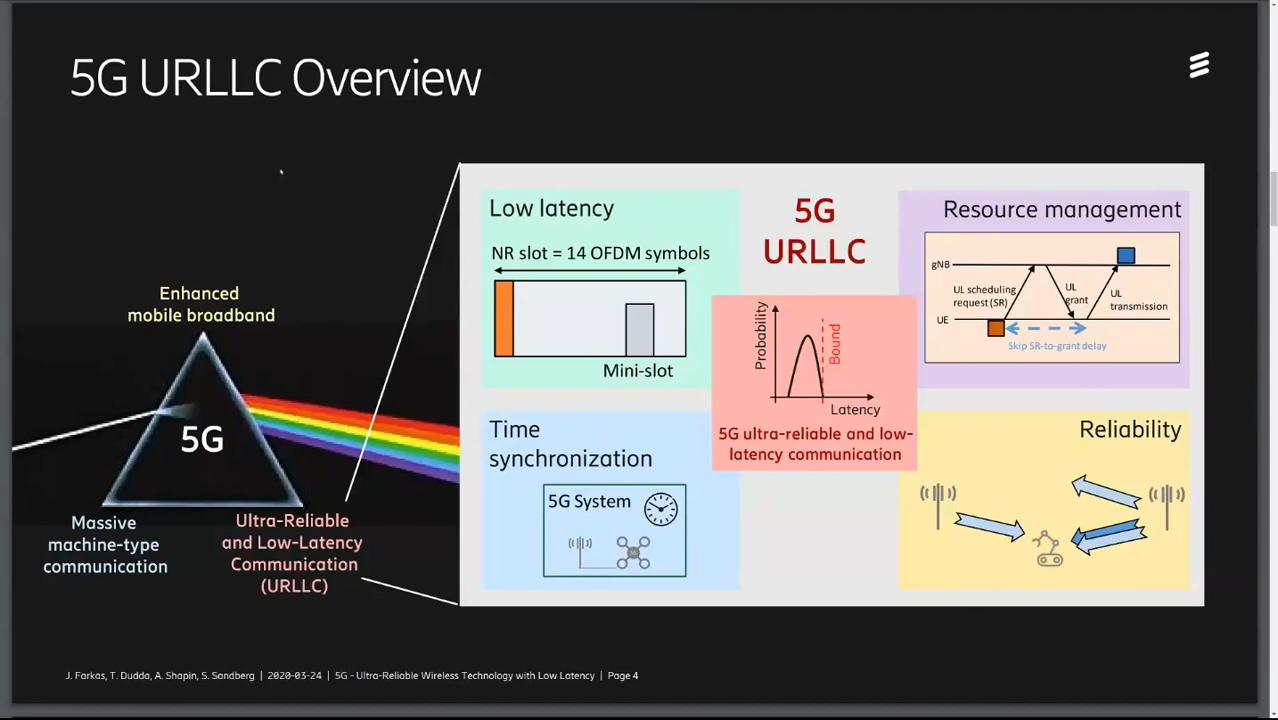 5G URLLC Overview
Enhanced
mobile broadband
5G
Massive
machine-type
communication
Ultra-Reliable
and Low-Latency
Communication
(URLLC)
Low latency
NR slot = 14 OFDM symbols
Mini-slot
5G
URLLC
Probability
Bound
Latency
5G ultra-reliable and low-
latency communication
Resource management
gNB
UL scheduling
request (SR)
UL
grant
UL
transmission
UE
Skip SR-to-grant delay
Time
synchronization
5G System
Reliability
J. Farkas, T. Dudda, A. Shapin, S. Sandberg | 2020-03-24 | 5G - Ultra-Reliable Wireless Technology with Low Latency | Page 4